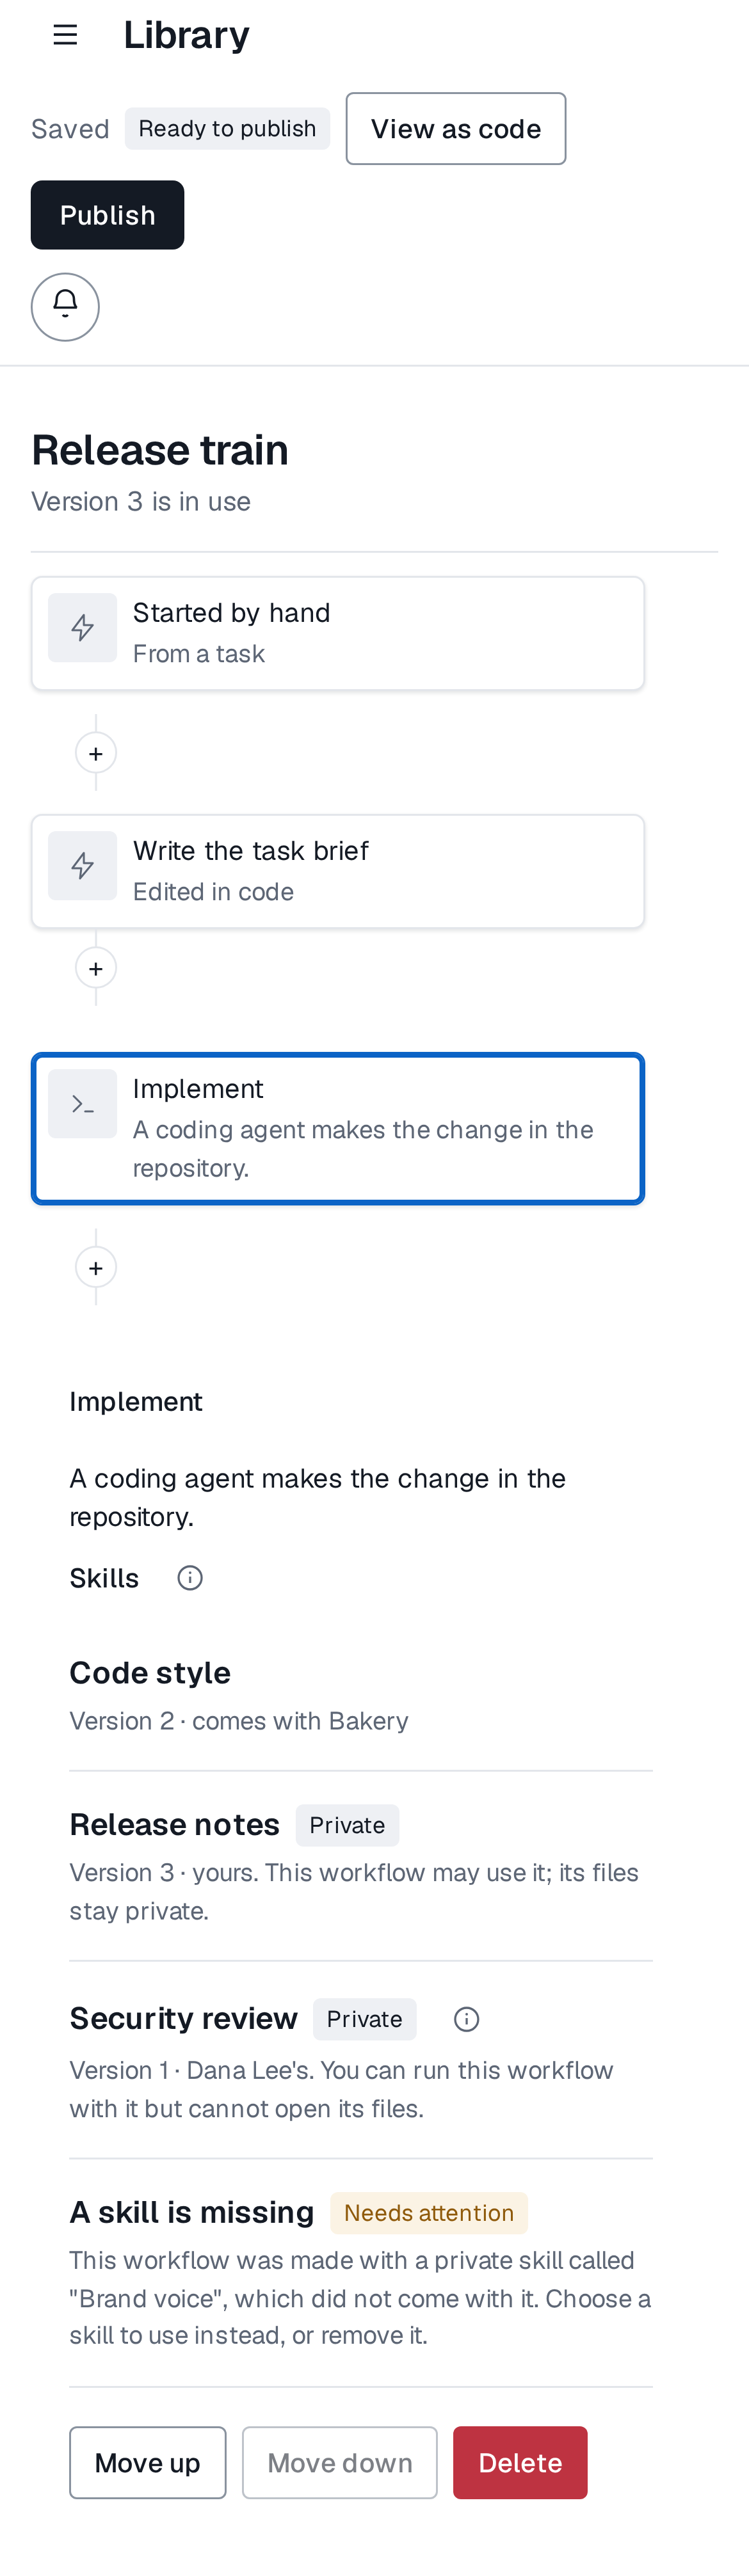 Library
Saved
Ready to publish
View as code
Publish
Release train
Version 3 is in use
Started by hand
From a task
+
Write the task brief
Edited in code
+
Implement
A coding agent makes the change in the
repository.
+
Implement
A coding agent makes the change in the
repository.
Skills
Code style
Version 2 · comes with Bakery
Release notes Private
Version 3 · yours. This workflow may use it; its files
stay private.
Security review Private
Version 1 · Dana Lee's. You can run this workflow
with it but cannot open its files.
A skill is missing Needs attention
This workflow was made with a private skill called
"Brand voice", which did not come with it. Choose a
skill to use instead, or remove it.
Move up Move down Delete